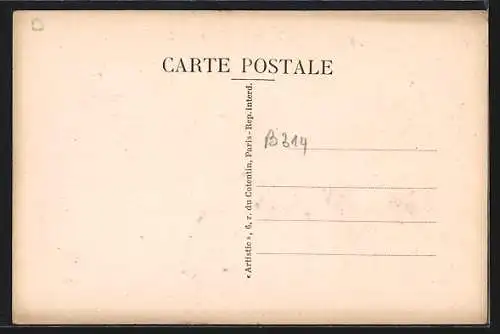 CARTE POSTALE
« Artistic », 6, r. du Cotentin, Paris - Rep. Interd.
B314